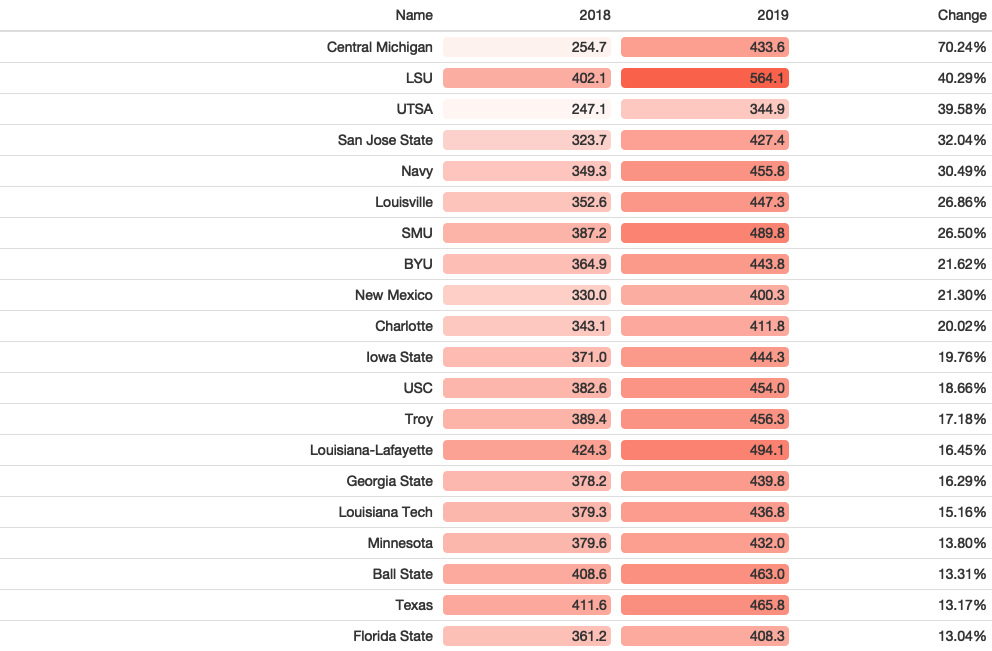 Name 2018 2019 Change
Central Michigan 254.7 433.6 70.24%
LSU 402.1 564.1 40.29%
UTSA 247.1 344.9 39.58%
San Jose State 323.7 427.4 32.04%
Navy 349.3 455.8 30.49%
Louisville 352.6 447.3 26.86%
SMU 387.2 489.8 26.50%
BYU 364.9 443.8 21.62%
New Mexico 330.0 400.3 21.30%
Charlotte 343.1 411.8 20.02%
Iowa State 371.0 444.3 19.76%
USC 382.6 454.0 18.66%
Troy 389.4 456.3 17.18%
Louisiana-Lafayette 424.3 494.1 16.45%
Georgia State 378.2 439.8 16.29%
Louisiana Tech 379.3 436.8 15.16%
Minnesota 379.6 432.0 13.80%
Ball State 408.6 463.0 13.31%
Texas 411.6 465.8 13.17%
Florida State 361.2 408.3 13.04%